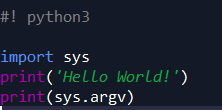 #! python3
import sys
print('Hello World!')
print(sys.argv)